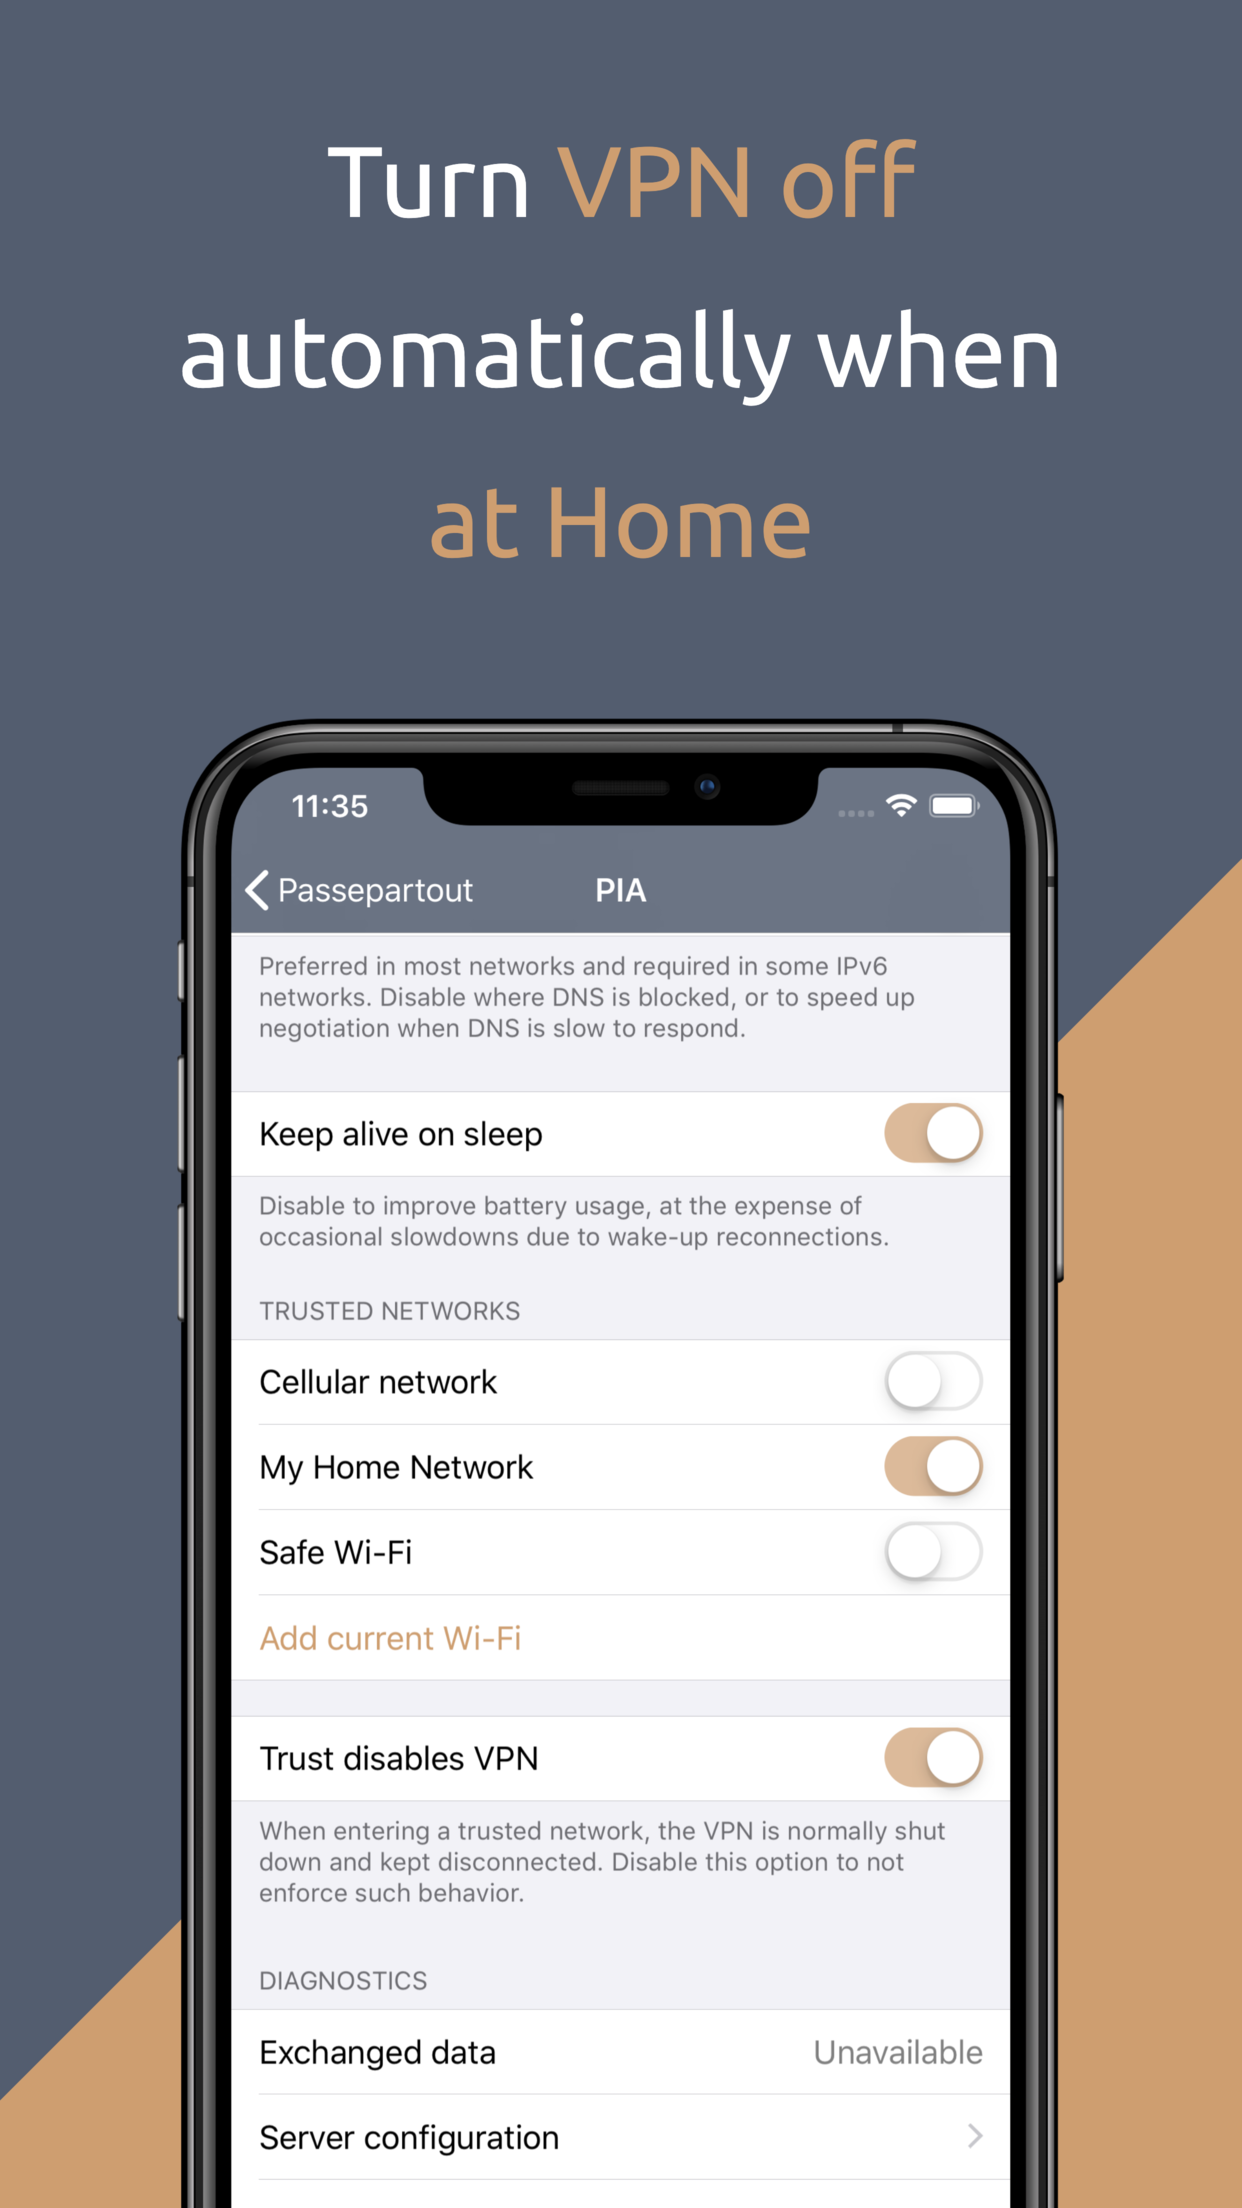 Turn VPN off
automatically when
at Home
11:35
Passepartout
PIA
Preferred in most networks and required in some IPv6
networks. Disable where DNS is blocked, or to speed up
negotiation when DNS is slow to respond.
Keep alive on sleep
Disable to improve battery usage, at the expense of
occasional slowdowns due to wake-up reconnections.
TRUSTED NETWORKS
Cellular network
My Home Network
Safe Wi-Fi
Add current Wi-Fi
Trust disables VPN
When entering a trusted network, the VPN is normally shut
down and kept disconnected. Disable this option to not
enforce such behavior.
DIAGNOSTICS
Exchanged data Unavailable
Server configuration